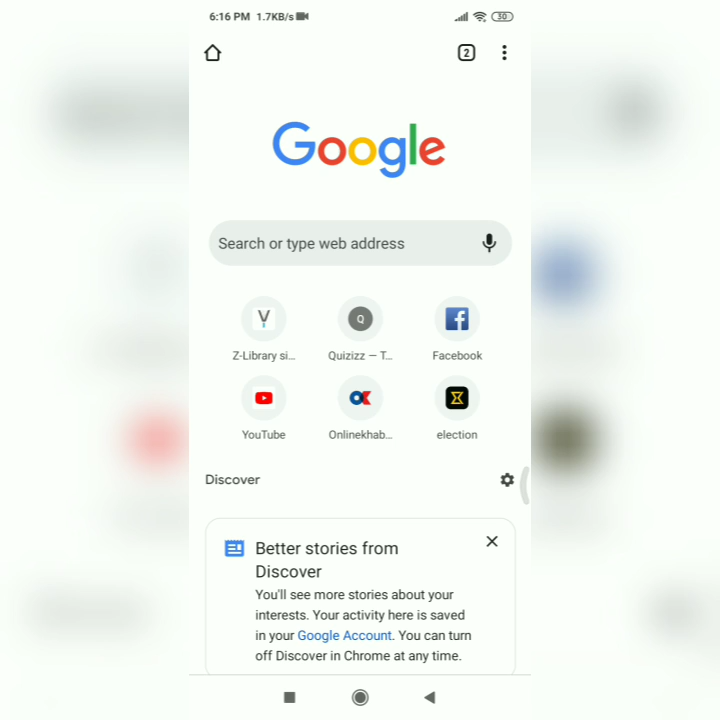 6:16 PM 1.7KB/s 30
2
Google
Search or type web address
Z-Library si... Quizizz — T... Facebook
YouTube Onlinekhab... election
Discover
Better stories from
Discover
You'll see more stories about your
interests. Your activity here is saved
in your Google Account. You can turn
off Discover in Chrome at any time.